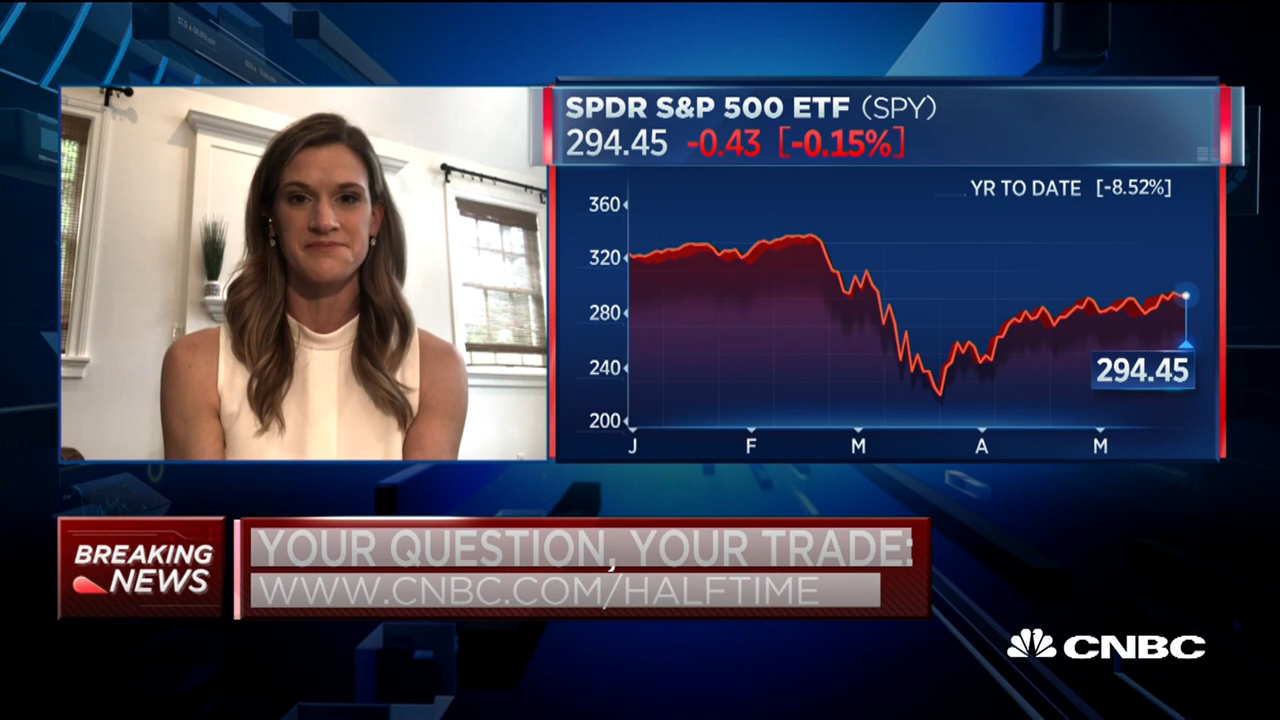 SPDR S&P 500 ETF (SPY)
294.45 -0.43 [-0.15%]
YR TO DATE [-8.52%]
360
320
280
240
200
294.45
J F M A M
BREAKING
NEWS
YOUR QUESTION, YOUR TRADE:
WWW.CNBC.COM/HALFTIME
CNBC